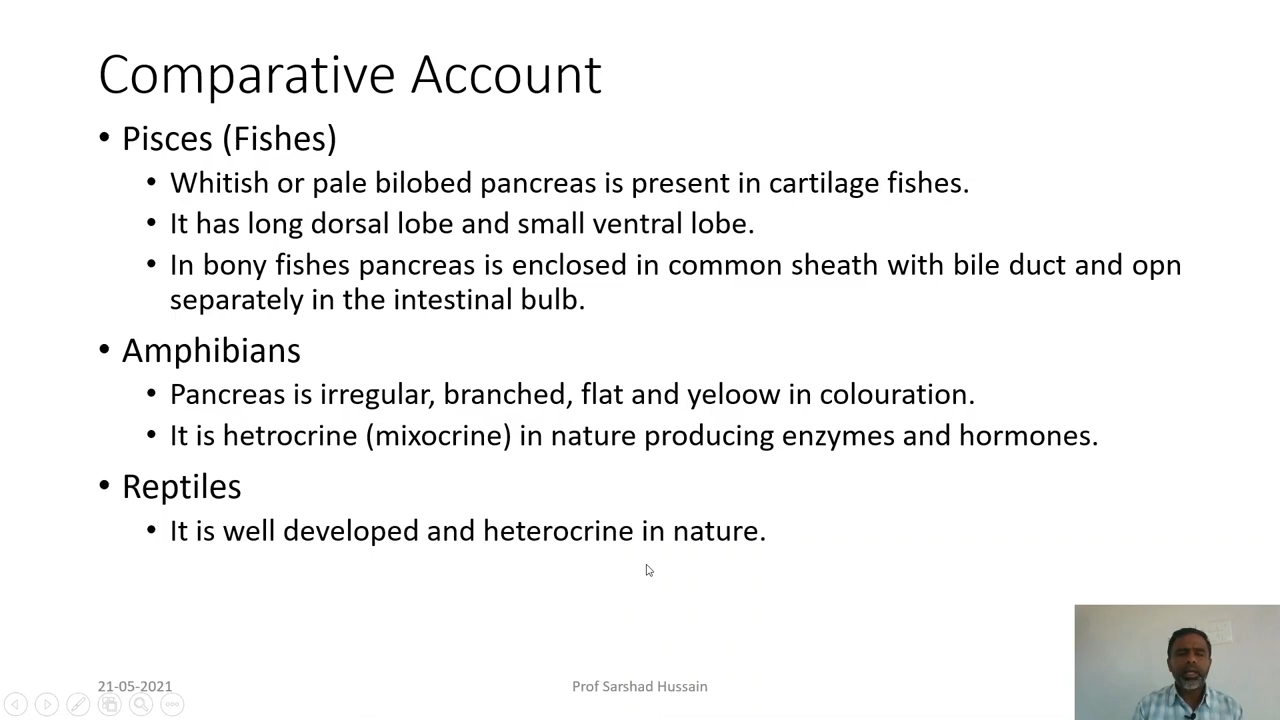 Comparative Account
• Pisces (Fishes)
• Whitish or pale bilobed pancreas is present in cartilage fishes.
• It has long dorsal lobe and small ventral lobe.
• In bony fishes pancreas is enclosed in common sheath with bile duct and opn
separately in the intestinal bulb.
• Amphibians
• Pancreas is irregular, branched, flat and yeloow in colouration.
• It is hetrocrine (mixocrine) in nature producing enzymes and hormones.
• Reptiles
• It is well developed and heterocrine in nature.
21-05-2021
Prof Sarshad Hussain